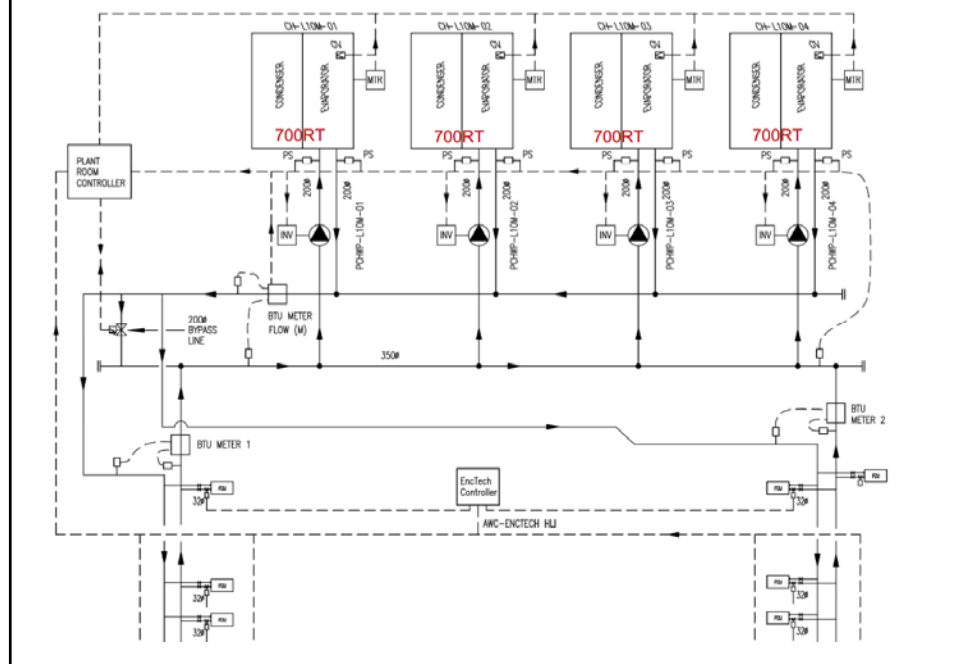 CH-L10M-01
CH-L10M-02
CH-L10M-03
CH-L10M-04
CONDENSER
EVAPORATOR
MTR
CONDENSER
EVAPORATOR
MTR
CONDENSER
EVAPORATOR
MTR
CONDENSER
EVAPORATOR
MTR
700RT
700RT
700RT
700RT
PLANT
ROOM
CONTROLLER
PS
PS
PS
PS
PS
PS
PS
PS
200ø
200ø
200ø
200ø
200ø
200ø
200ø
200ø
INV
PCHWP-L10M-01
INV
PCHWP-L10M-02
INV
PCHWP-L10M-03
INV
PCHWP-L10M-04
BTU METER
FLOW (M)
200ø
BYPASS
LINE
350ø
BTU
METER 2
BTU METER 1
EncTech
Controller
32ø
32ø
AWC-ENCTECH HLI
32ø
32ø
32ø
32ø